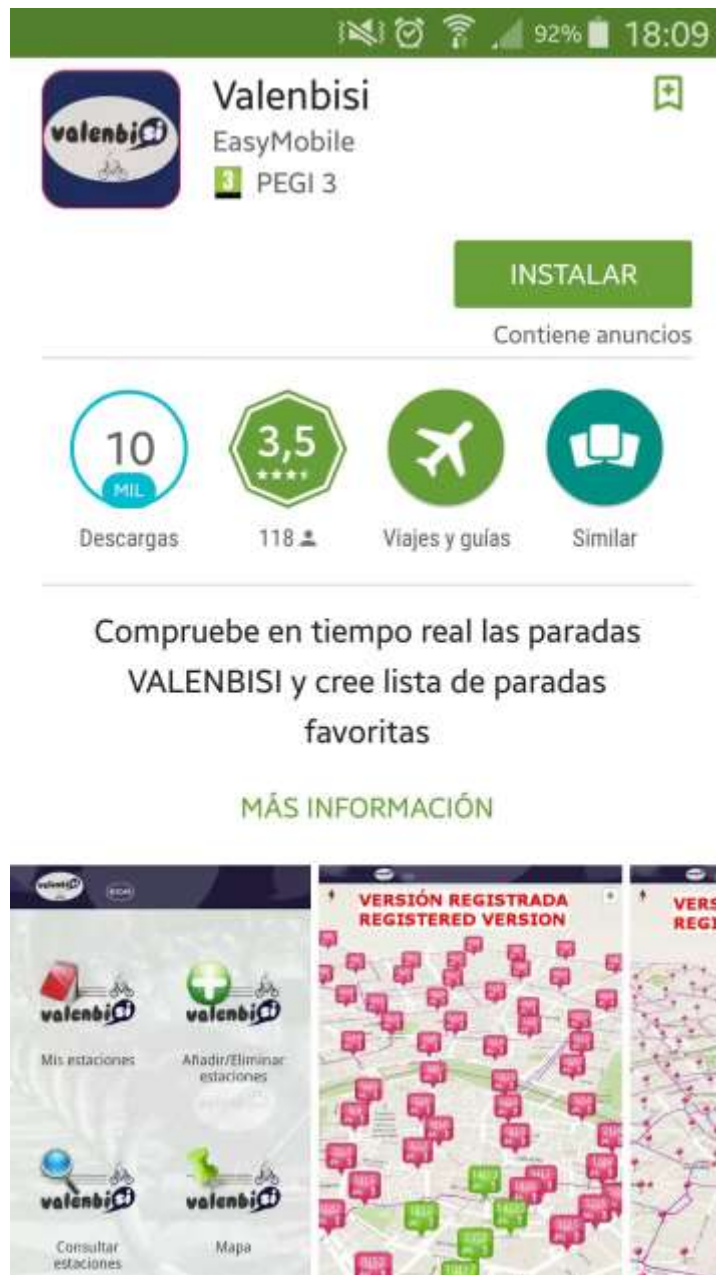 92% 18:09
Valenbisi
valenbisi
EasyMobile
3 PEGI 3
INSTALAR
Contiene anuncios
10
MIL
3,5
Descargas
118
Viajes y guías
Similar
Compruebe en tiempo real las paradas
VALENBISI y cree lista de paradas
favoritas
MÁS INFORMACIÓN
valenbisi
VERSIÓN REGISTRADA
REGISTERED VERSION
VERS
REGI
valenbisi
valenbisi
Mis estaciones
Añadir/Eliminar
estaciones
valenbisi
valenbisi
Consultar
estaciones
Mapa